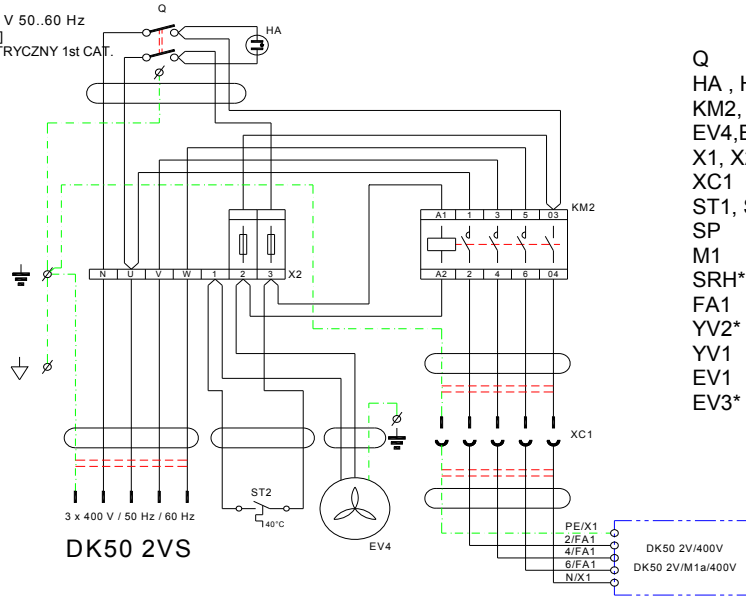 V 50..60 Hz
]
TRYCZNY 1st CAT.
Q
HA
Q
HA , H
KM2,
EV4,E
X1, X2
XC1
ST1, S
SP
M1
SRH*
FA1
YV2*
YV1
EV1
EV3*
KM2
A1 1 3 5 03
A2 2 4 6 04
N U V W 1 2 3 X2
XC1
ST2
40°C
EV4
3 x 400 V / 50 Hz / 60 Hz
DK50 2VS
PE/X1
2/FA1
4/FA1
6/FA1
N/X1
DK50 2V/400V
DK50 2V/M1a/400V